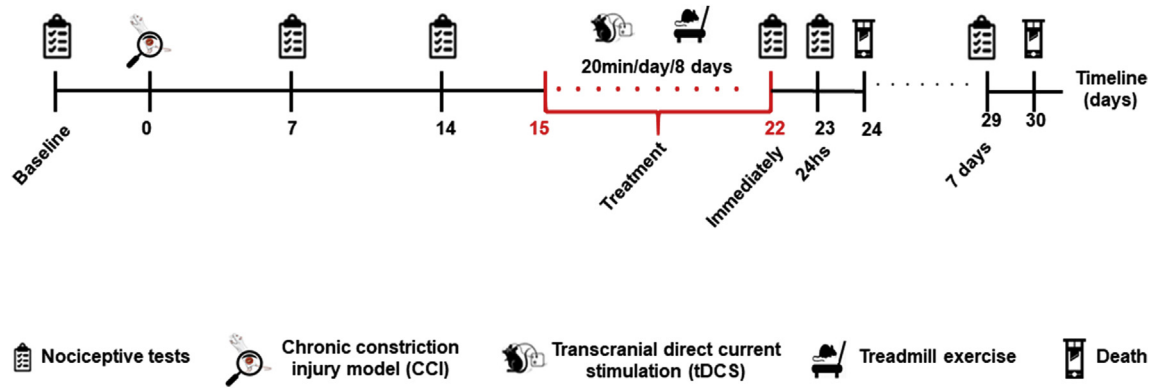 20min/day/8 days
Timeline
(days)
Baseline
0
7
14
15
Treatment
22
Immediately
23
24hs
24
7 days
29
30
Nociceptive tests
Chronic constriction
injury model (CCI)
Transcranial direct current
stimulation (tDCS)
Treadmill exercise
Death